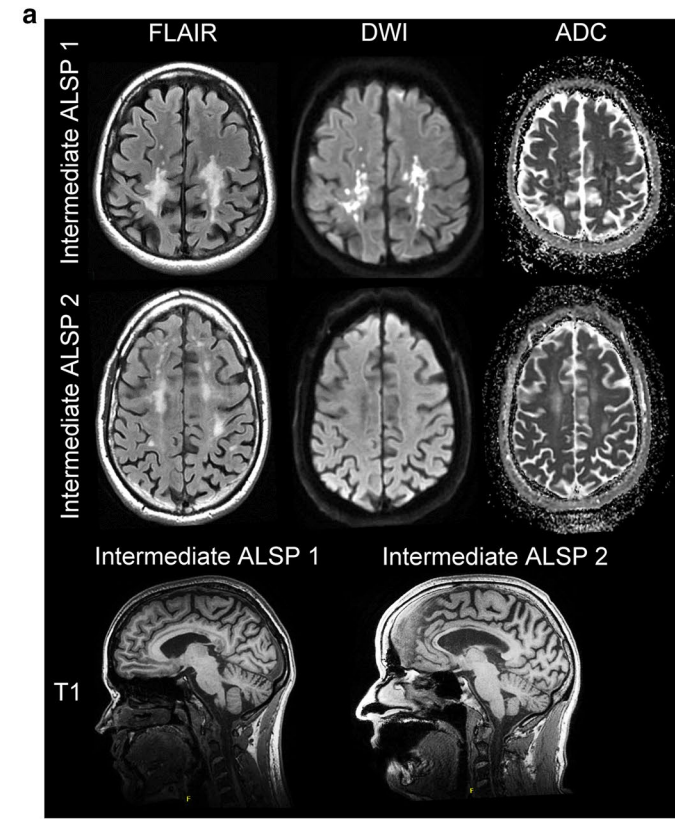 a
FLAIR DWI ADC
Intermediate ALSP 1
Intermediate ALSP 2
Intermediate ALSP 1 Intermediate ALSP 2
T1
F F